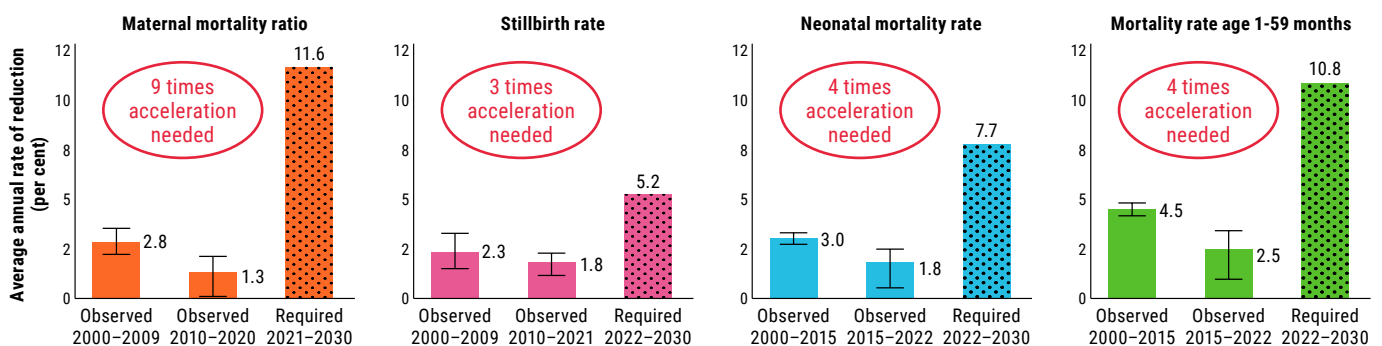 Maternal mortality ratio
Average annual rate of reduction
(per cent)
12
10
8
5
2
0
9 times
acceleration
needed
2.8
1.3
11.6
Observed
2000–2009
Observed
2010–2020
Required
2021–2030
Stillbirth rate
12
10
8
5
2
0
3 times
acceleration
needed
2.3
1.8
5.2
Observed
2000–2009
Observed
2010–2021
Required
2022–2030
Neonatal mortality rate
12
10
8
5
2
0
4 times
acceleration
needed
3.0
1.8
7.7
Observed
2000–2015
Observed
2015–2022
Required
2022–2030
Mortality rate age 1-59 months
12
10
8
5
2
0
4 times
acceleration
needed
4.5
2.5
10.8
Observed
2000–2015
Observed
2015–2022
Required
2022–2030